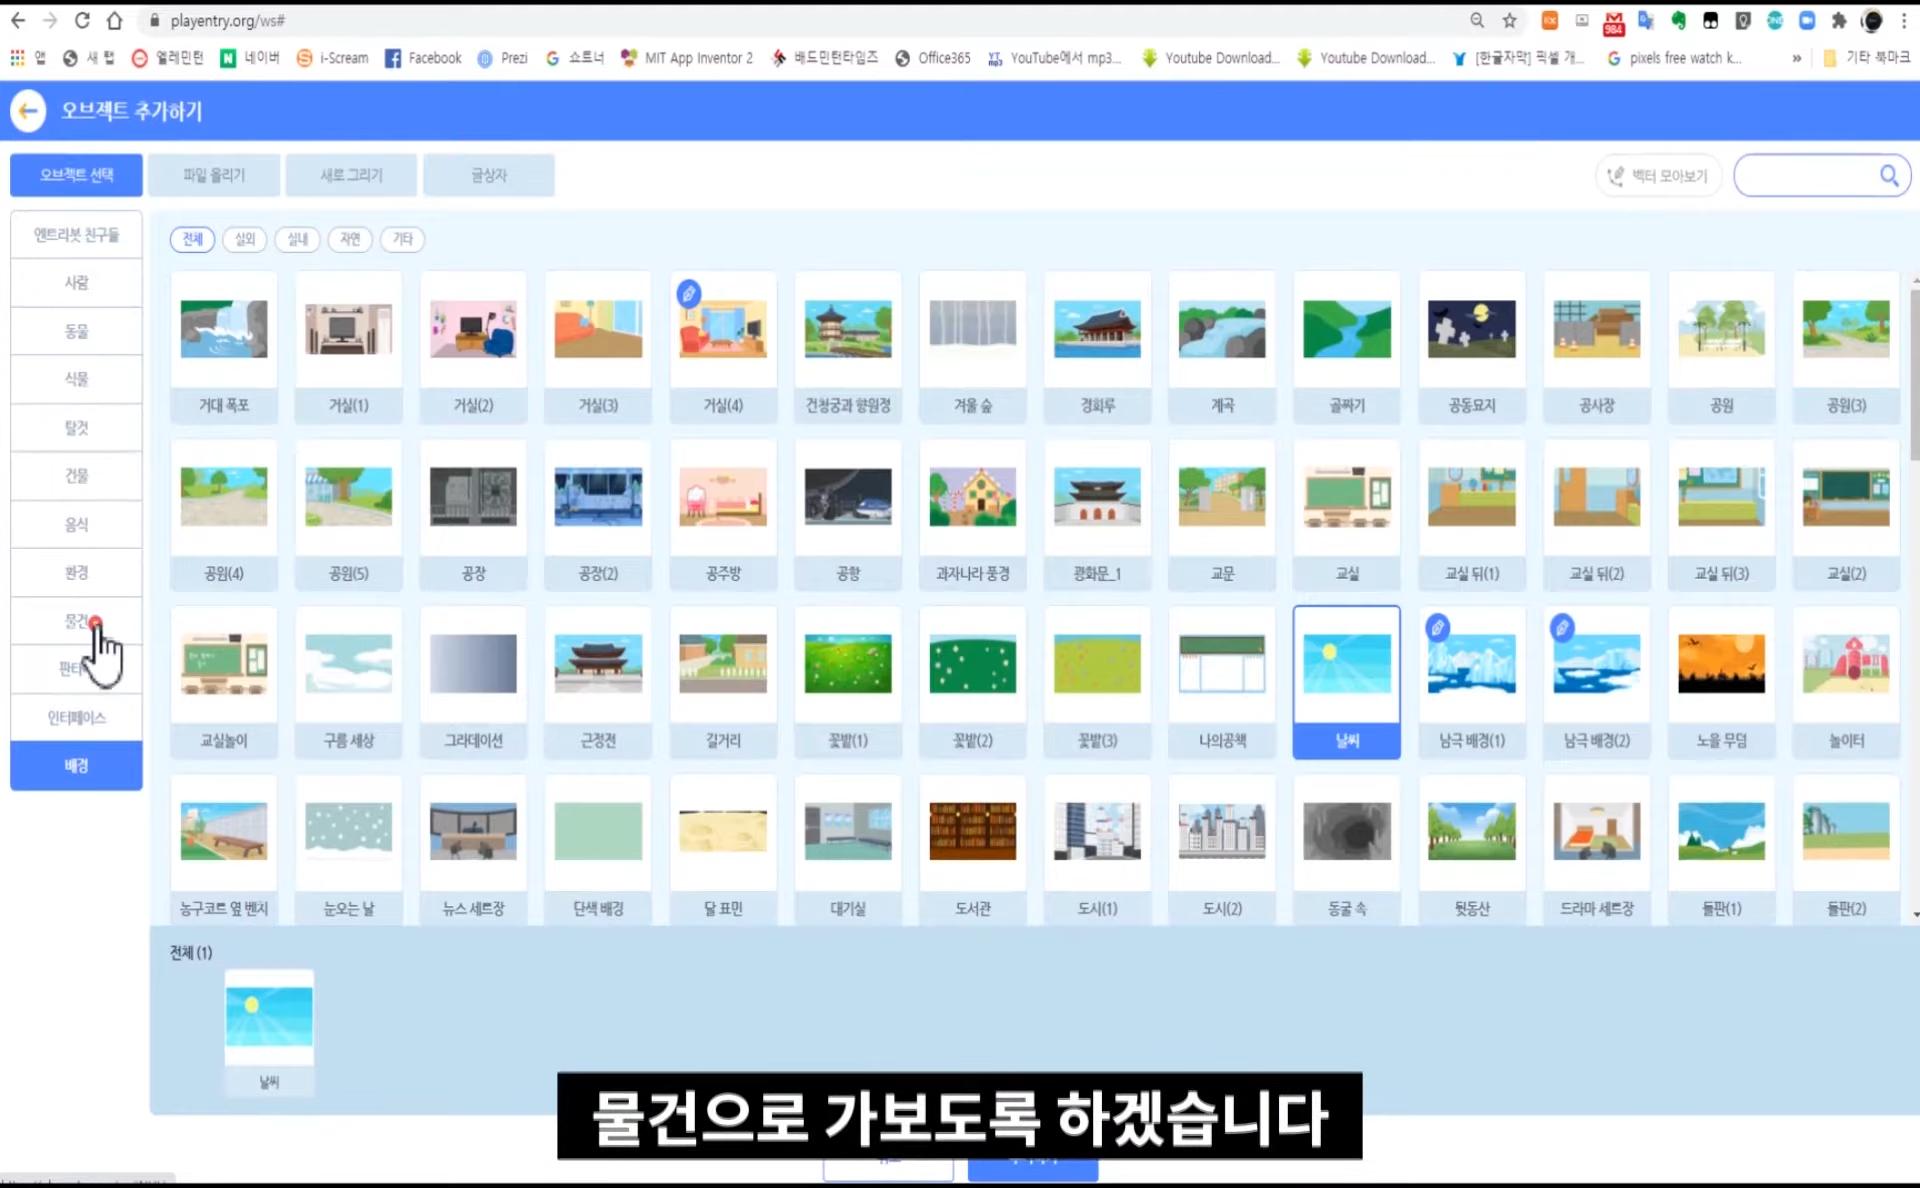 playentry.org/ws#
984
앱 새 탭 엘레민턴 네이버 i-Scream Facebook Prezi 쇼트너 MIT App Inventor 2 배드민턴타임즈 Office365 YouTube에서 mp3... Youtube Download... Youtube Download... [한글자막] 픽셀 개... pixels free watch k... » 기타 북마크
오브젝트 추가하기
오브젝트 선택 파일 올리기 새로 그리기 글상자 벡터 모아보기
엔트리봇 친구들
사람
동물
식물
탈것
건물
음식
환경
물건
인터페이스
배경
전체 실외 실내 자연 기타
거대 폭포 거실(1) 거실(2) 거실(3) 거실(4) 건청궁과 향원정 겨울 숲 경회루 계곡 골짜기 공동묘지 공사장 공원 공원(3)
공원(4) 공원(5) 공장 공장(2) 공주방 공항 과자나라 풍경 광화문_1 교문 교실 교실 뒤(1) 교실 뒤(2) 교실 뒤(3) 교실(2)
교실놀이 구름 세상 그라데이션 근정전 길거리 꽃밭(1) 꽃밭(2) 꽃밭(3) 나의공책 날씨 남극 배경(1) 남극 배경(2) 노을 무덤 놀이터
농구코트 옆 벤치 눈오는 날 뉴스 세트장 단색 배경 달 표면 대기실 도서관 도시(1) 도시(2) 동굴 속 뒷동산 드라마 세트장 들판(1) 들판(2)
전체 (1)
날씨
물건으로 가보도록 하겠습니다